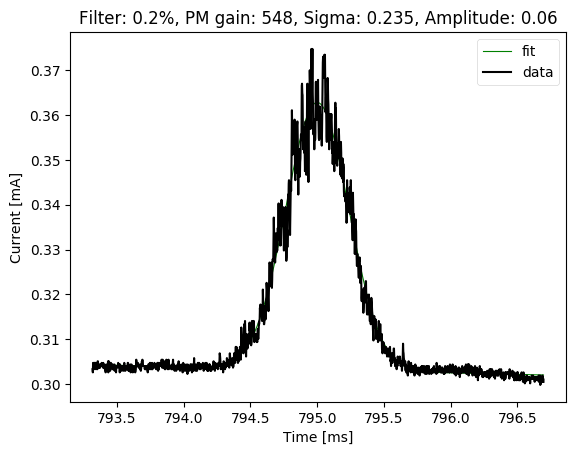 Filter: 0.2%, PM gain: 548, Sigma: 0.235, Amplitude: 0.06
fit
data
0.37
0.36
0.35
0.34
0.33
0.32
0.31
0.30
Current [mA]
793.5 794.0 794.5 795.0 795.5 796.0 796.5
Time [ms]